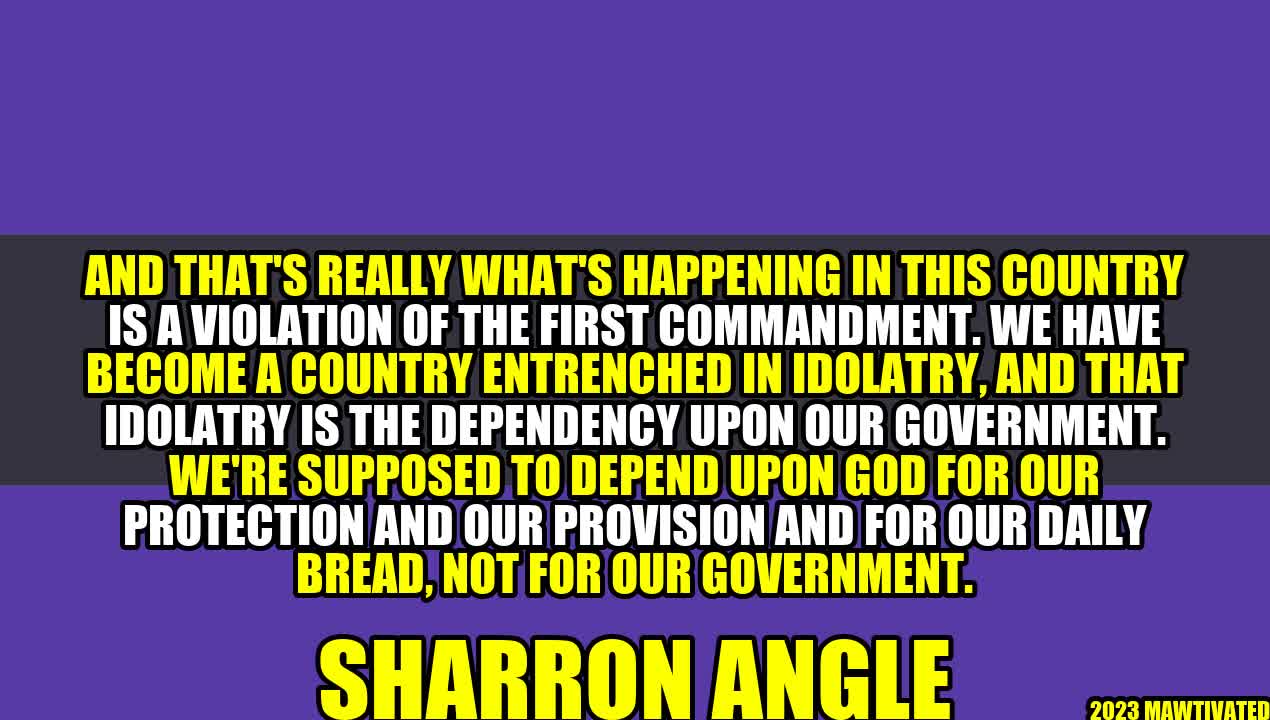 AND THAT'S REALLY WHAT'S HAPPENING IN THIS COUNTRY
IS A VIOLATION OF THE FIRST COMMANDMENT. WE HAVE
BECOME A COUNTRY ENTRENCHED IN IDOLATRY, AND THAT
IDOLATRY IS THE DEPENDENCY UPON OUR GOVERNMENT.
WE'RE SUPPOSED TO DEPEND UPON GOD FOR OUR
PROTECTION AND OUR PROVISION AND FOR OUR DAILY
BREAD, NOT FOR OUR GOVERNMENT.
SHARRON ANGLE
2023 MAWTIVATED